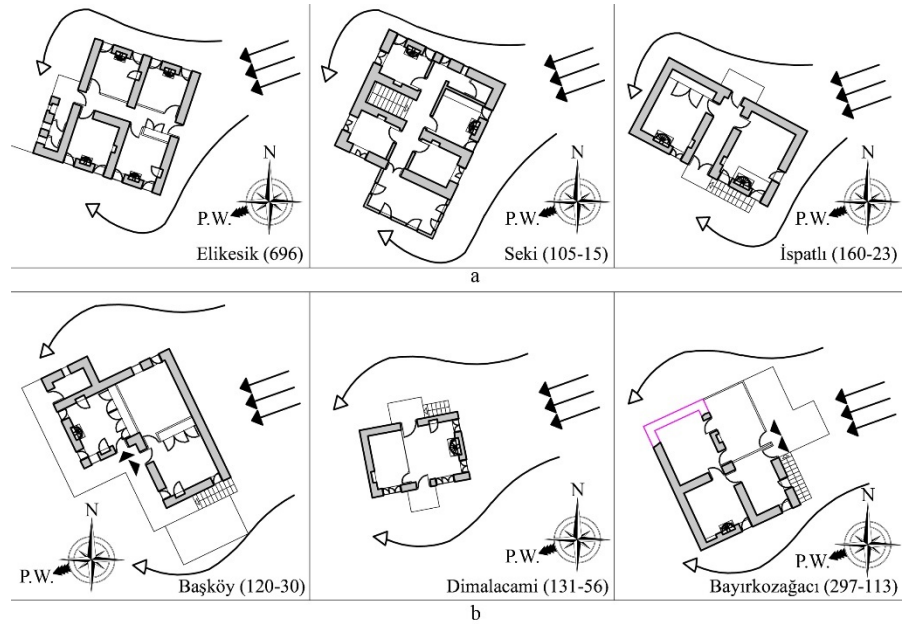 N
P.W.
Elikesik (696)
N
P.W.
Seki (105-15)
N
P.W.
İspatlı (160-23)
a
N
P.W.
Başköy (120-30)
N
P.W.
Dimalacami (131-56)
N
P.W.
Bayırkozağacı (297-113)
b